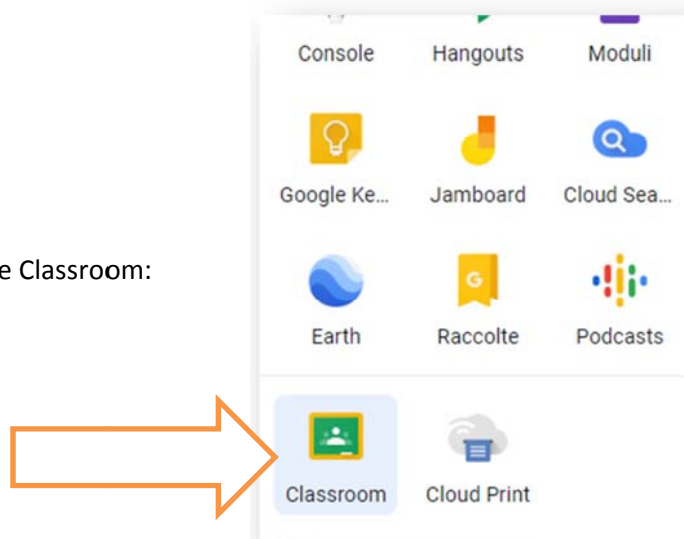 Console Hangouts Moduli
Google Ke... Jamboard Cloud Sea...
e Classroom:
G
Earth Raccolte Podcasts
Classroom Cloud Print